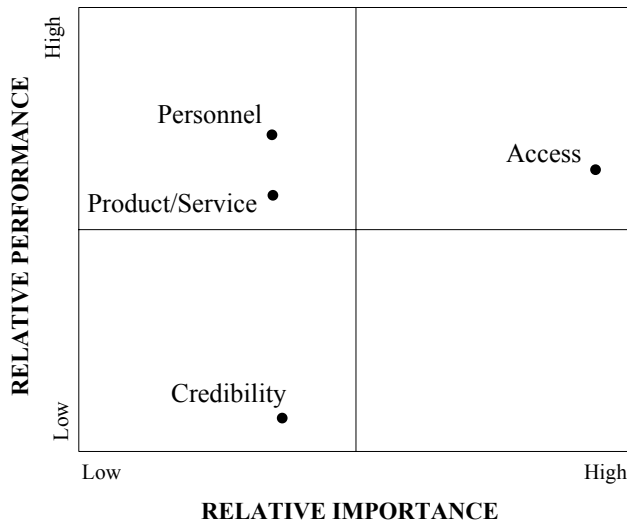 High
Personnel
Access
Product/Service
RELATIVE PERFORMANCE
Credibility
Low
Low
High
RELATIVE IMPORTANCE